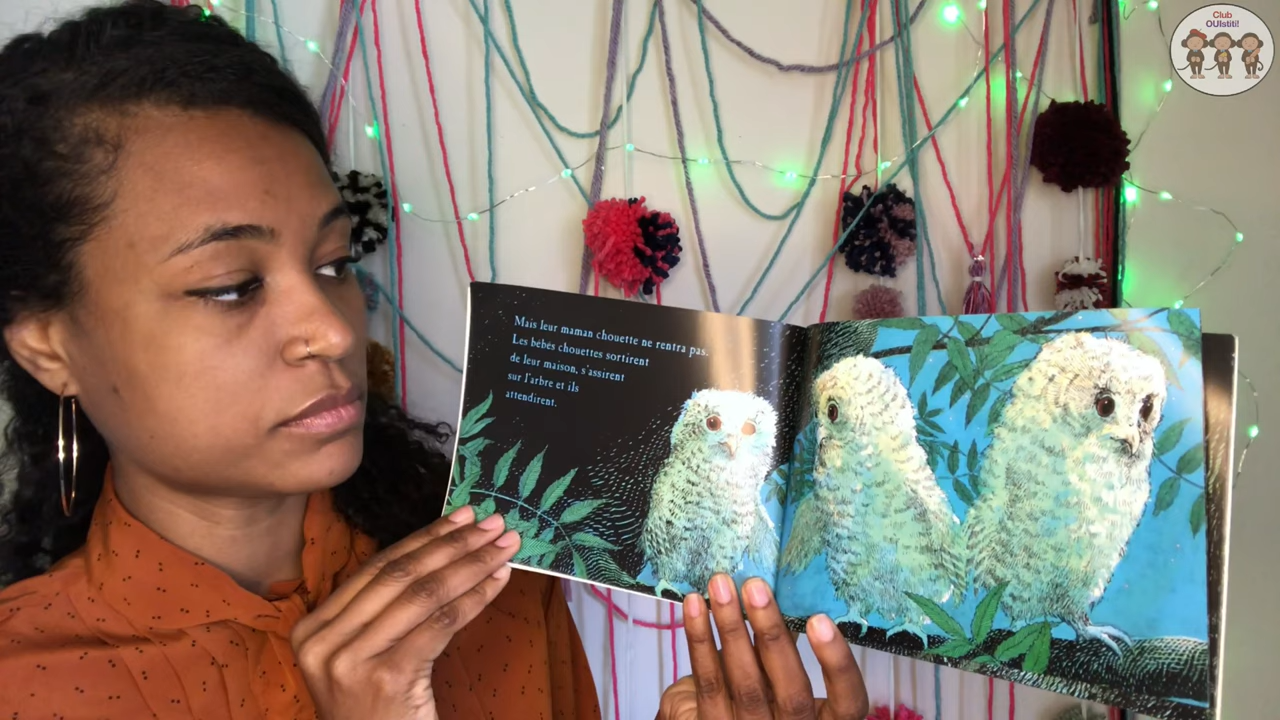 Club
OUIstiti!
Mais leur maman chouette ne rentra pas.
Les bébés chouettes sortirent
de leur maison, s'assirent
sur l'arbre et ils
attendirent.